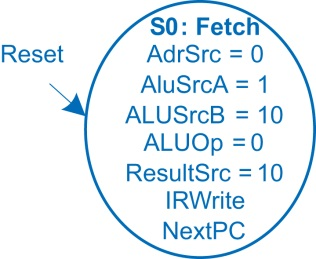 S0: Fetch
Reset
AdrSrc = 0
AluSrcA = 1
ALUSrcB = 10
ALUOp = 0
ResultSrc = 10
IRWrite
NextPC